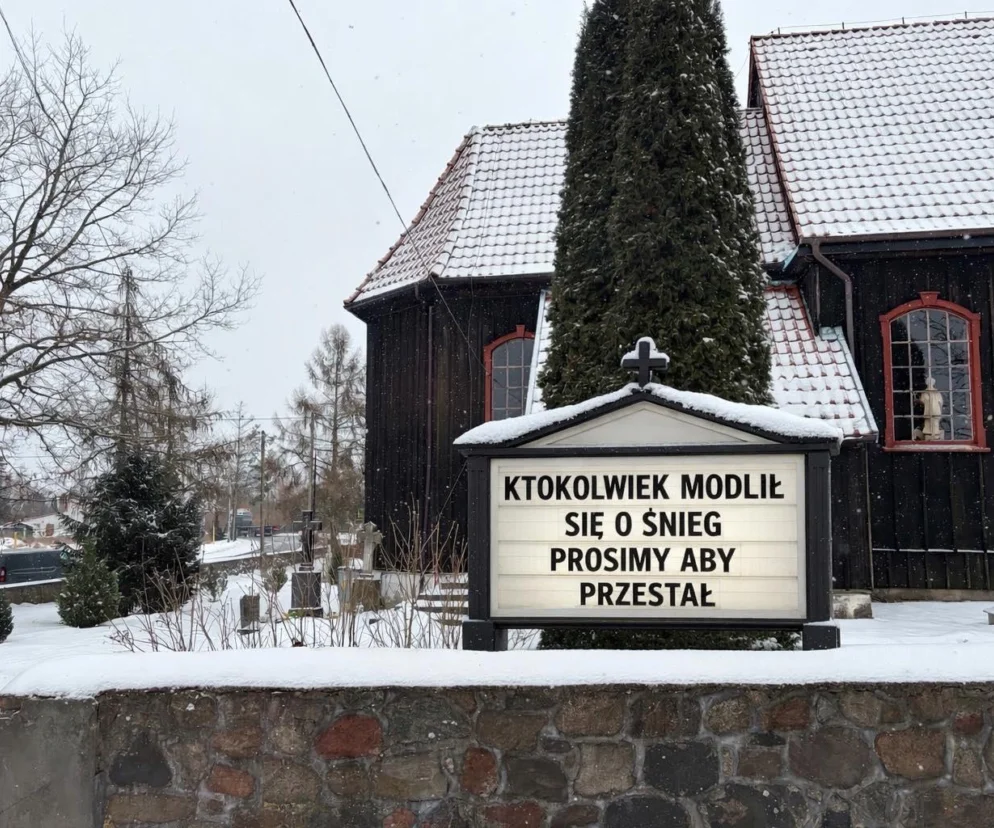 KTOKOLWIEK MODLIŁ
SIĘ O ŚNIEG
PROSIMY ABY
PRZESTAŁ